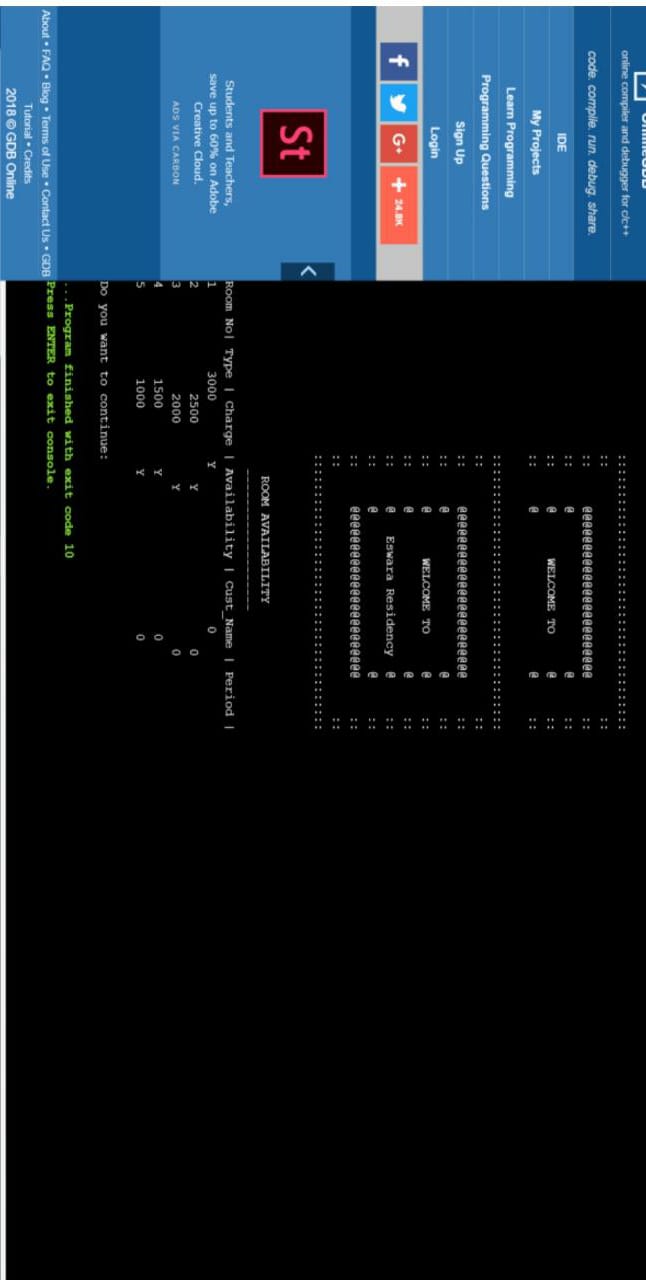 OnlineGDB
online compiler and debugger for c/c++
code. compile. run. debug. share.
IDE
My Projects
Learn Programming
Programming Questions
Sign Up
Login
f G+ + 24.8K
St
Students and Teachers,
save up to 60% on Adobe
Creative Cloud.
ADS VIA CARBON
About • FAQ • Blog • Terms of Use • Contact Us • GDB
Tutorial • Credits
2018 © GDB Online
WELCOME TO
WELCOME TO
Eswara Residency
ROOM AVAILABILITY
Room No| Type | Charge | Availability | Cust_Name | Period |
1 3000 Y 0
2 2500 Y 0
3 2000 Y 0
4 1500 Y 0
5 1000 Y 0
Do you want to continue:
...Program finished with exit code 10
Press ENTER to exit console.